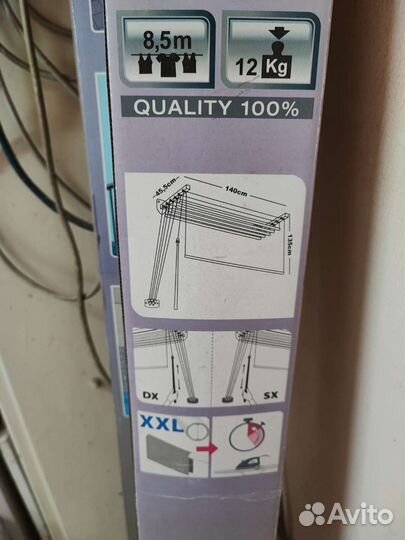 8,5m
12 Kg
QUALITY 100%
45,5cm
140cm
135cm
DX
SX
XXL
Avito